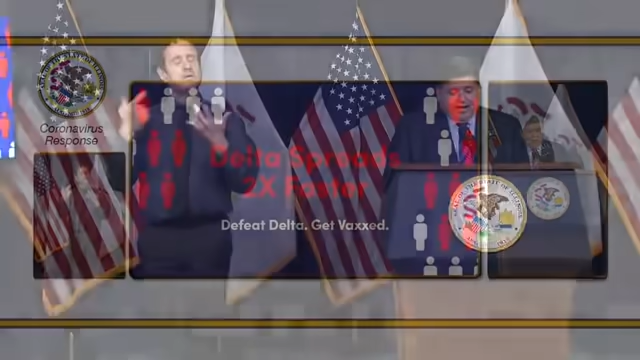 Coronavirus
Response
Delta Spreads
2X Faster
Defeat Delta. Get Vaxxed.